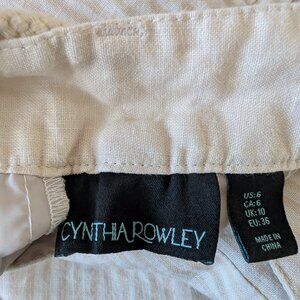 CYNTHIA ROWLEY
US: 6
CA: 6
UK: 10
EU: 36
MADE IN
CHINA